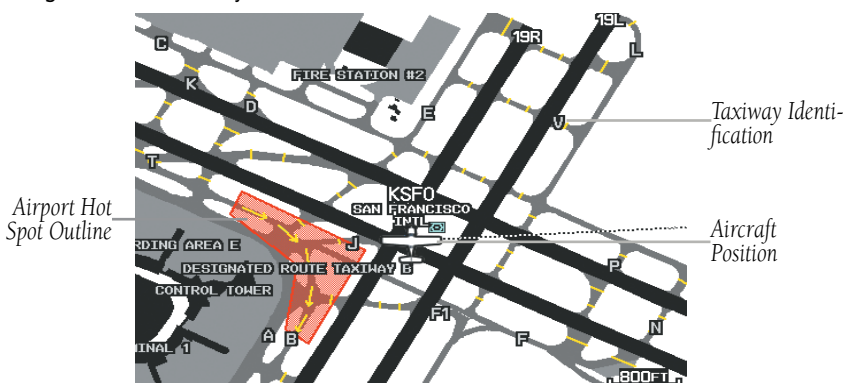 19L
19R
L
C
FIRE STATION #2
K
D
E
V
Taxiway Identi-
fication
T
KSFO
SAN FRANCISCO
INTL
Airport Hot
Spot Outline
J
RDING AREA E
Aircraft
Position
DESIGNATED ROUTE TAXIWAY B
P
CONTROL TOWER
F1
N
A
B
F
MINAL 1
800FT